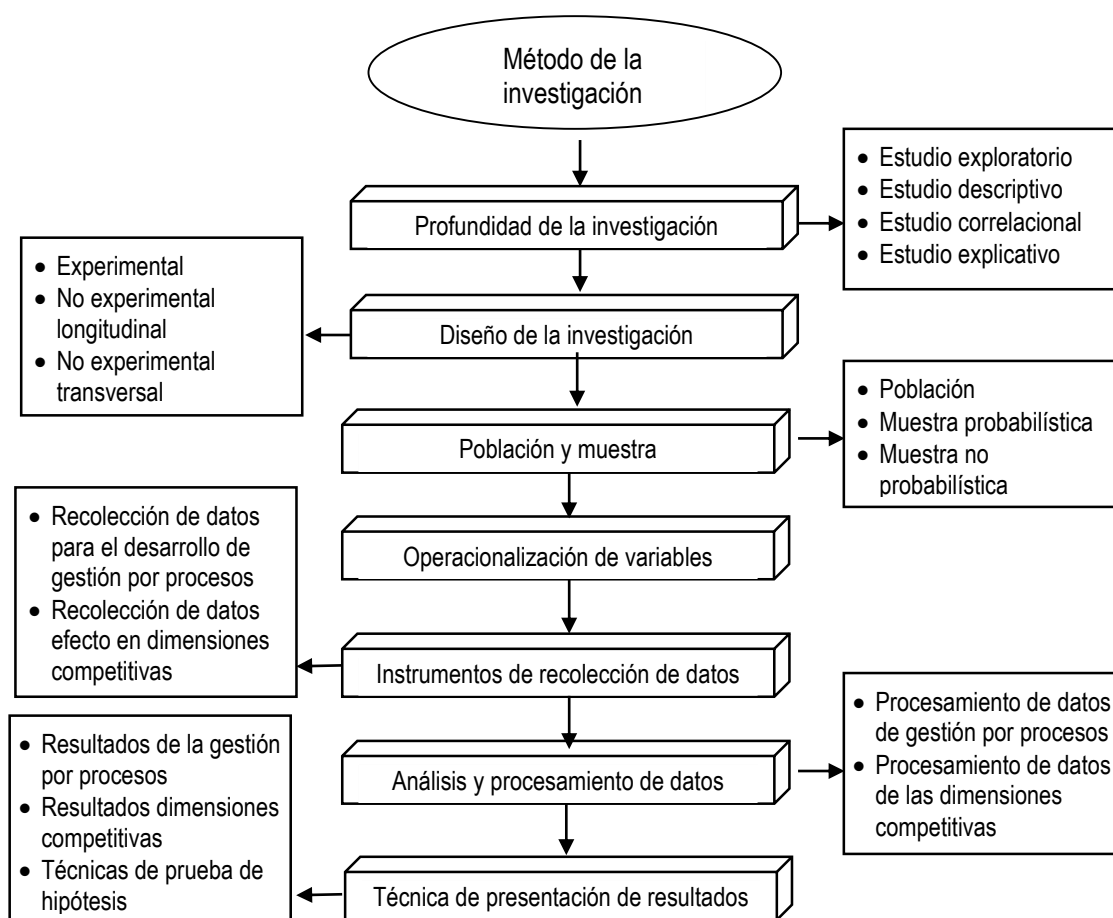 Método de la
investigación
Profundidad de la investigación
• Estudio exploratorio
• Estudio descriptivo
• Estudio correlacional
• Estudio explicativo
Diseño de la investigación
• Experimental
• No experimental
longitudinal
• No experimental
transversal
Población y muestra
• Población
• Muestra probabilística
• Muestra no
probabilística
Operacionalización de variables
Instrumentos de recolección de datos
• Recolección de datos
para el desarrollo de
gestión por procesos
• Recolección de datos
efecto en dimensiones
competitivas
Análisis y procesamiento de datos
• Procesamiento de datos
de gestión por procesos
• Procesamiento de datos
de las dimensiones
competitivas
Técnica de presentación de resultados
• Resultados de la gestión
por procesos
• Resultados dimensiones
competitivas
• Técnicas de prueba de
hipótesis